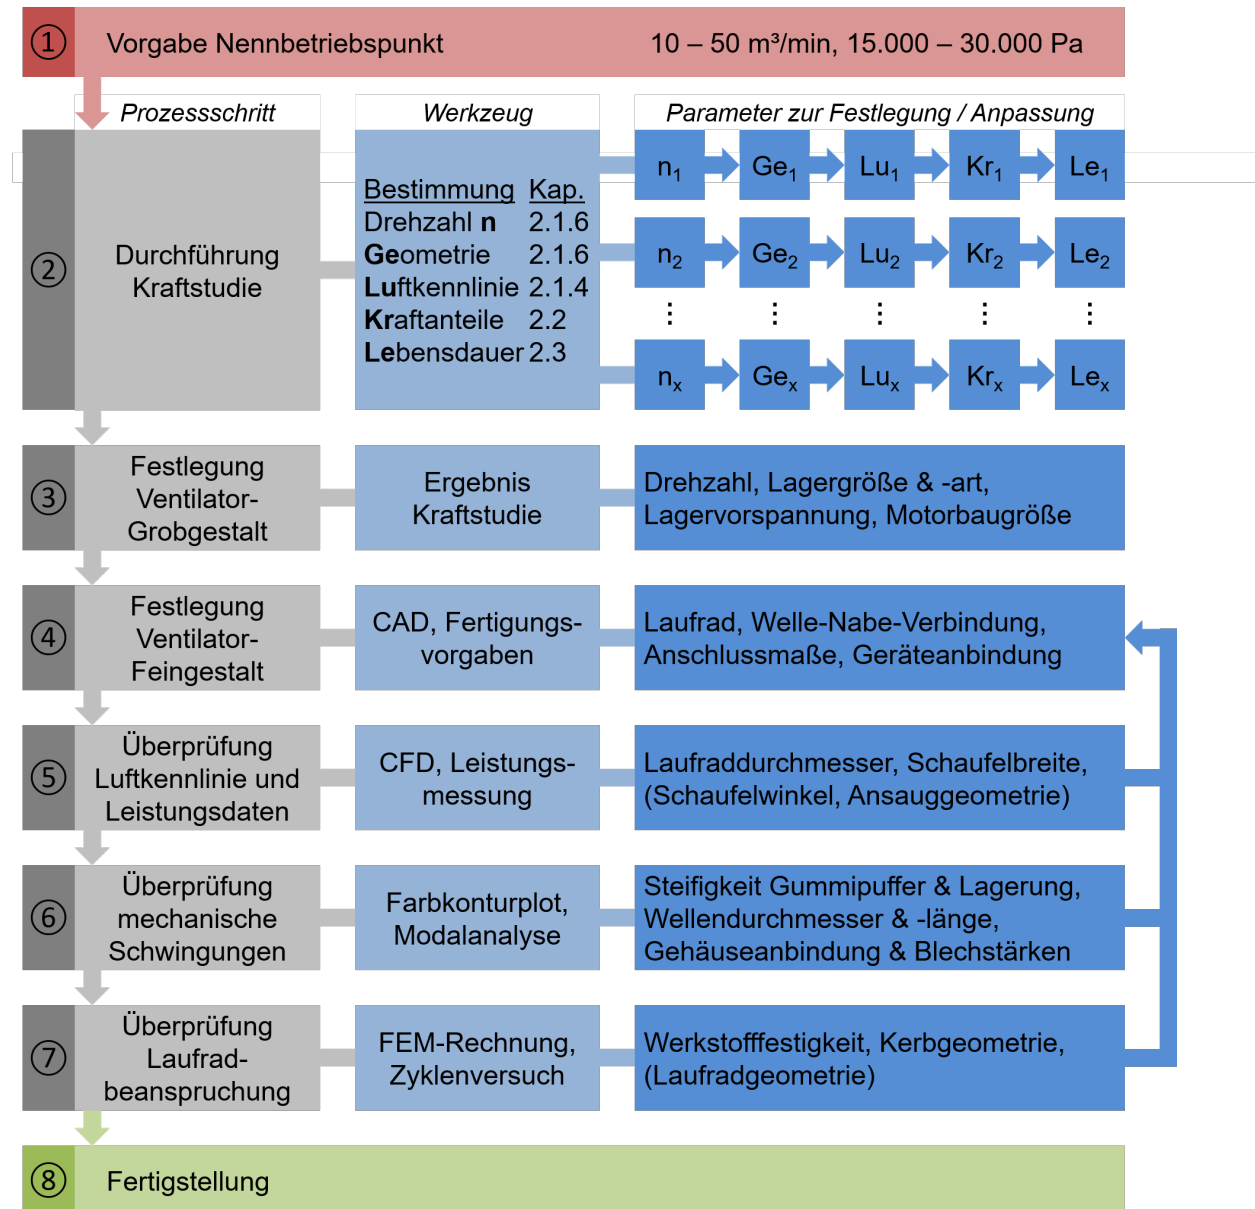 ① Vorgabe Nennbetriebspunkt 10 – 50 m³/min, 15.000 – 30.000 Pa
Prozessschritt Werkzeug Parameter zur Festlegung / Anpassung
②
Durchführung
Kraftstudie
Bestimmung Kap.
Drehzahl n 2.1.6
Geometrie 2.1.6
Luftkennlinie 2.1.4
Kraftanteile 2.2
Lebensdauer 2.3
n₁ Ge₁ Lu₁ Kr₁ Le₁
n₂ Ge₂ Lu₂ Kr₂ Le₂
⋮ ⋮ ⋮ ⋮ ⋮
nₓ Geₓ Luₓ Krₓ Leₓ
③
Festlegung
Ventilator-
Grobgestalt
Ergebnis
Kraftstudie
Drehzahl, Lagergröße & -art,
Lagervorspannung, Motorbaugröße
④
Festlegung
Ventilator-
Feingestalt
CAD, Fertigungs-
vorgaben
Laufrad, Welle-Nabe-Verbindung,
Anschlussmaße, Geräteanbindung
⑤
Überprüfung
Luftkennlinie und
Leistungsdaten
CFD, Leistungs-
messung
Laufraddurchmesser, Schaufelbreite,
(Schaufelwinkel, Ansauggeometrie)
⑥
Überprüfung
mechanische
Schwingungen
Farbkonturplot,
Modalanalyse
Steifigkeit Gummipuffer & Lagerung,
Wellendurchmesser & -länge,
Gehäuseanbindung & Blechstärken
⑦
Überprüfung
Laufrad-
beanspruchung
FEM-Rechnung,
Zyklenversuch
Werkstofffestigkeit, Kerbgeometrie,
(Laufradgeometrie)
⑧ Fertigstellung